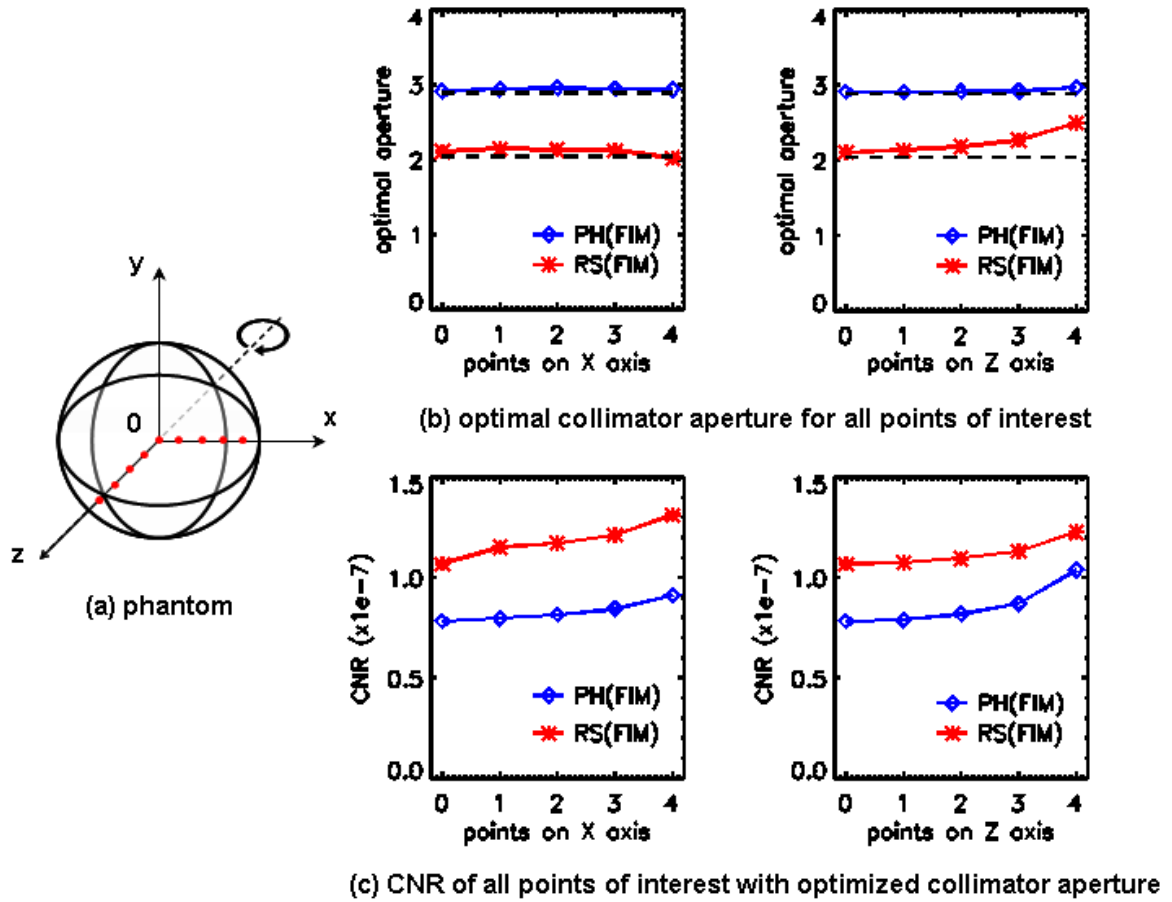 y
0
x
z
(a) phantom
4
3
2
1
0
optimal aperture
PH(FIM)
RS(FIM)
0 1 2 3 4
points on X axis
4
3
2
1
0
optimal aperture
PH(FIM)
RS(FIM)
0 1 2 3 4
points on Z axis
(b) optimal collimator aperture for all points of interest
1.5
1.0
0.5
0.0
CNR (x1e-7)
PH(FIM)
RS(FIM)
0 1 2 3 4
points on X axis
1.5
1.0
0.5
0.0
CNR (x1e-7)
PH(FIM)
RS(FIM)
0 1 2 3 4
points on Z axis
(c) CNR of all points of interest with optimized collimator aperture